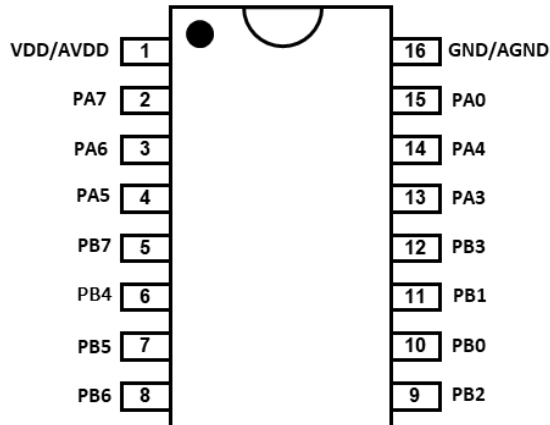 VDD/AVDD 1 16 GND/AGND
PA7 2 15 PA0
PA6 3 14 PA4
PA5 4 13 PA3
PB7 5 12 PB3
PB4 6 11 PB1
PB5 7 10 PB0
PB6 8 9 PB2